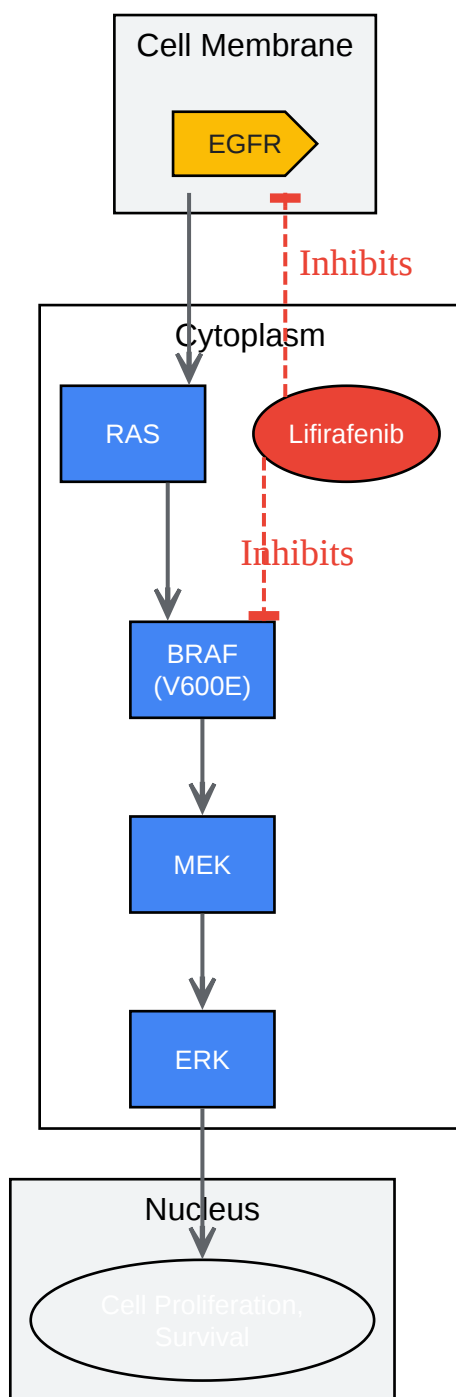 Cell Membrane
EGFR
Inhibits
Cytoplasm
RAS
Lifirafenib
Inhibits
BRAF
(V600E)
MEK
ERK
Nucleus
Cell Proliferation,
Survival